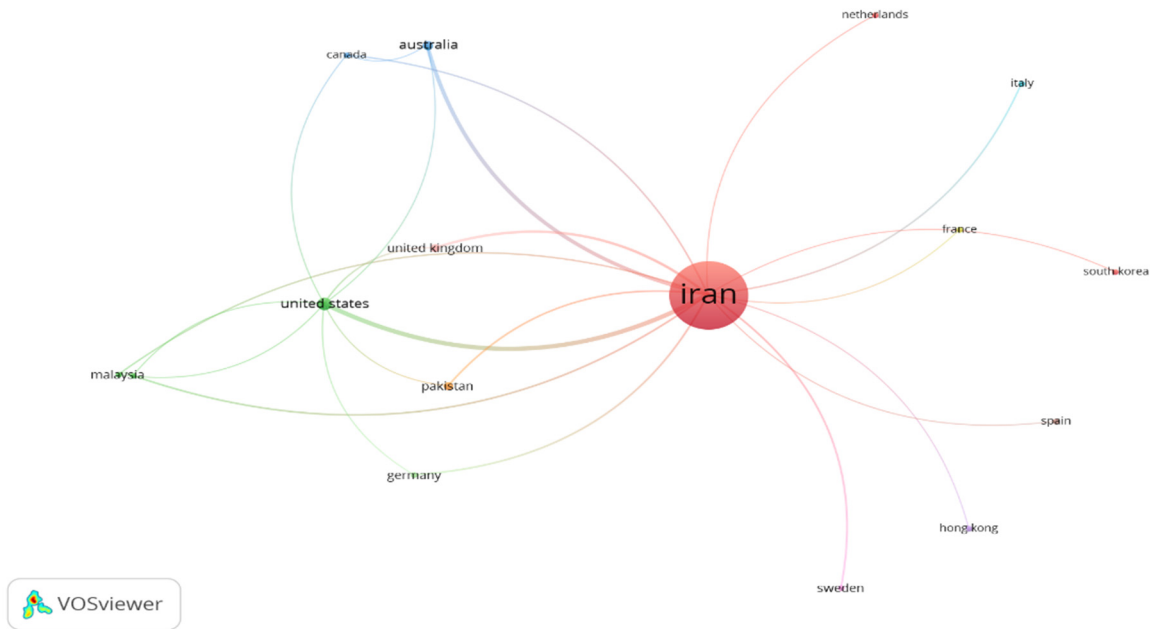 netherlands
australia
canada
italy
france
united kingdom
south korea
iran
united states
malaysia
pakistan
spain
germany
hong kong
sweden
VOSviewer